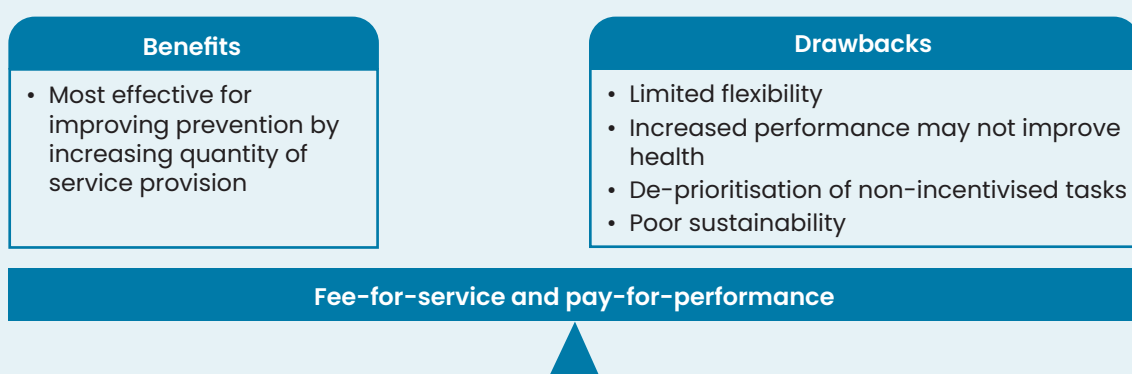 Benefits
• Most effective for
improving prevention by
increasing quantity of
service provision
Drawbacks
• Limited flexibility
• Increased performance may not improve
health
• De-prioritisation of non-incentivised tasks
• Poor sustainability
Fee-for-service and pay-for-performance